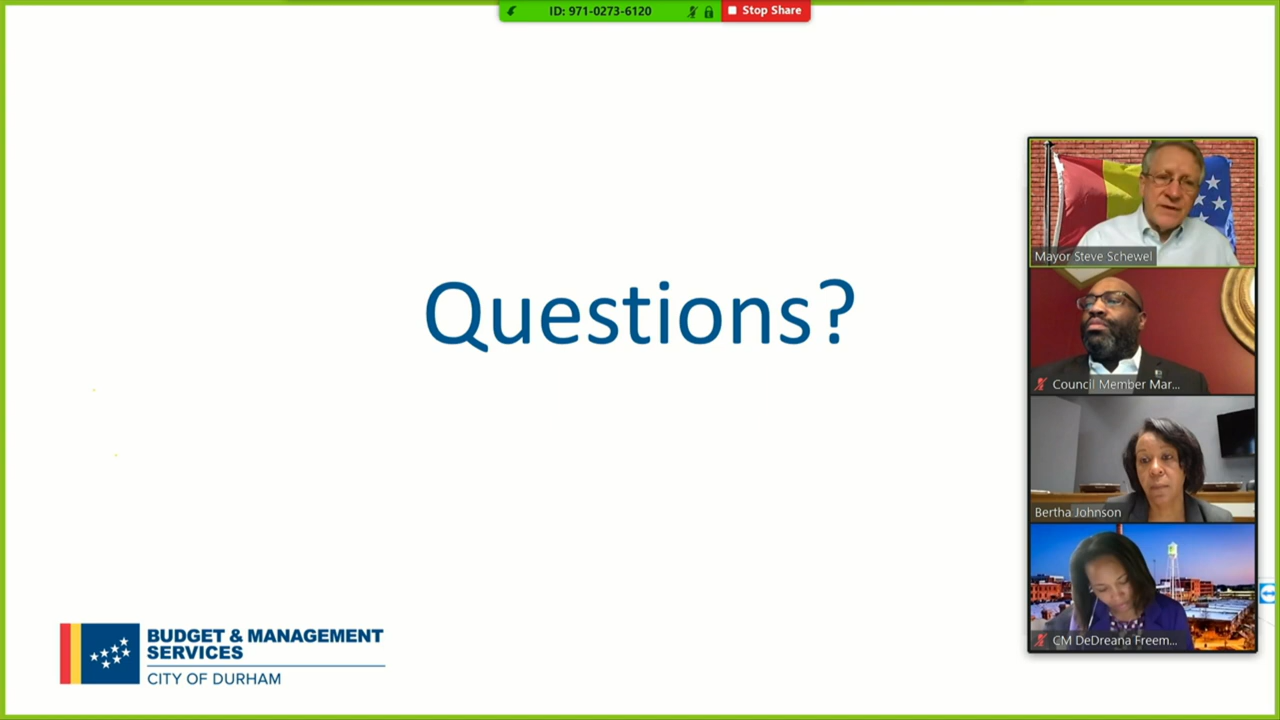 ID: 971-0273-6120
Stop Share
Questions?
Mayor Steve Schewel
Council Member Mar...
Bertha Johnson
CM DeDreana Freem...
BUDGET & MANAGEMENT
SERVICES
CITY OF DURHAM